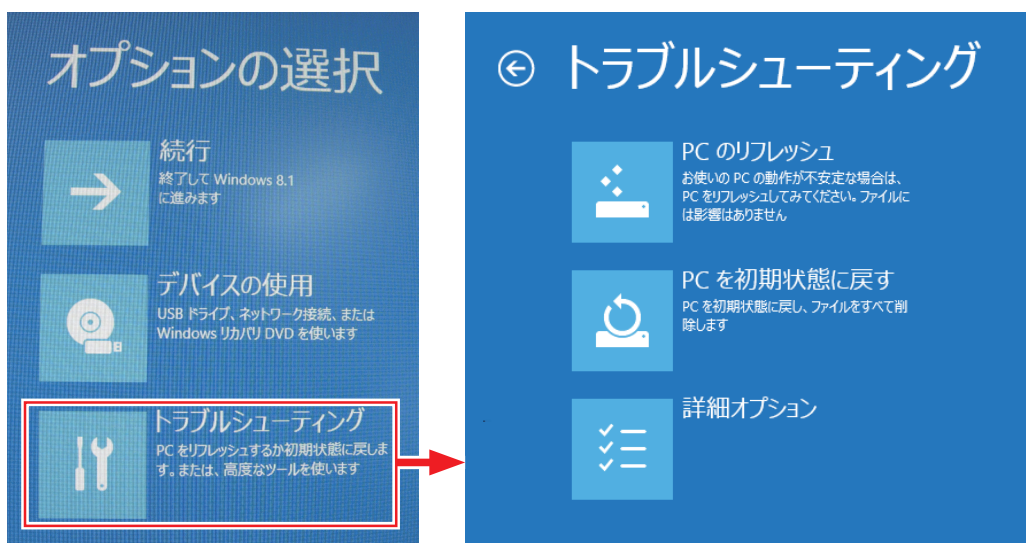 オプションの選択
続行
終了して Windows 8.1
に進みます
デバイスの使用
USB ドライブ、ネットワーク接続、または
Windows リカバリ DVD を使います
トラブルシューティング
PC をリフレッシュするか初期状態に戻しま
す。または、高度なツールを使います
トラブルシューティング
PC のリフレッシュ
お使いの PC の動作が不安定な場合は、
PC をリフレッシュしてみてください。ファイルに
は影響はありません
PC を初期状態に戻す
PC を初期状態に戻し、ファイルをすべて削
除します
詳細オプション